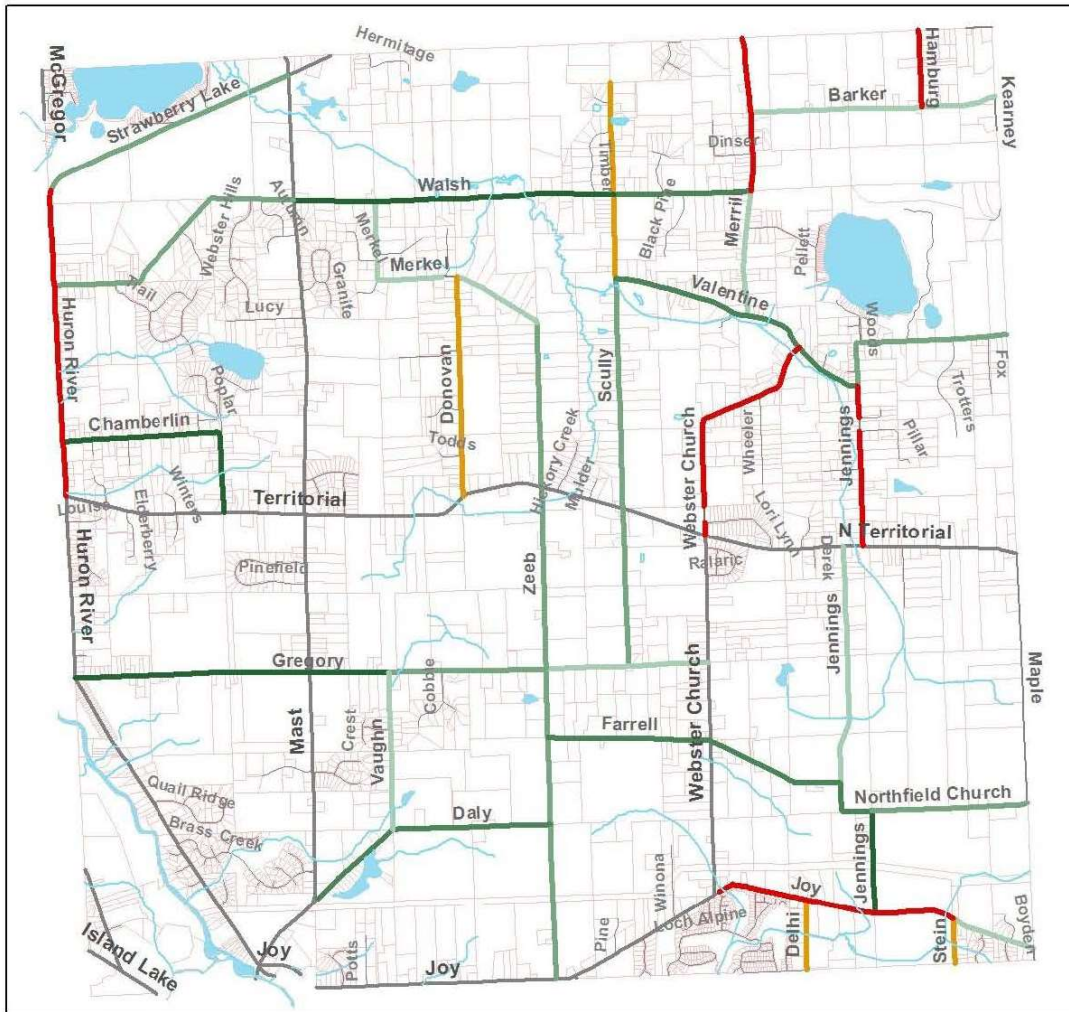 Hermitage
McGregor
Hamburg
Kearney
Strawberry Lake
Barker
Dinser
Timber
Walsh
Webster Hills
Auburn
Black Pine
Merrill
Merkel
Merkel
Pellett
Trail
Granite
Valentine
Lucy
Huron River
Woods
Fox
Scully
Poplar
Donovan
Trotters
Chamberlin
Todds
Hickory Creek
Wheeler
Jennings
Pillar
Mulder
Webster Church
Winters
Territorial
Lori Lynn
Louise
Elderberry
N Territorial
Huron River
Pinefield
Zeeb
Ralaric
Derek
Jennings
Gregory
Cobble
Maple
Mast
Crest
Vaughn
Farrell
Webster Church
Quail Ridge
Northfield Church
Daly
Brass Creek
Jennings
Winona
Joy
Loch Alpine
Boyden
Pine
Delhi
Stein
Island Lake
Joy
Potts
Joy